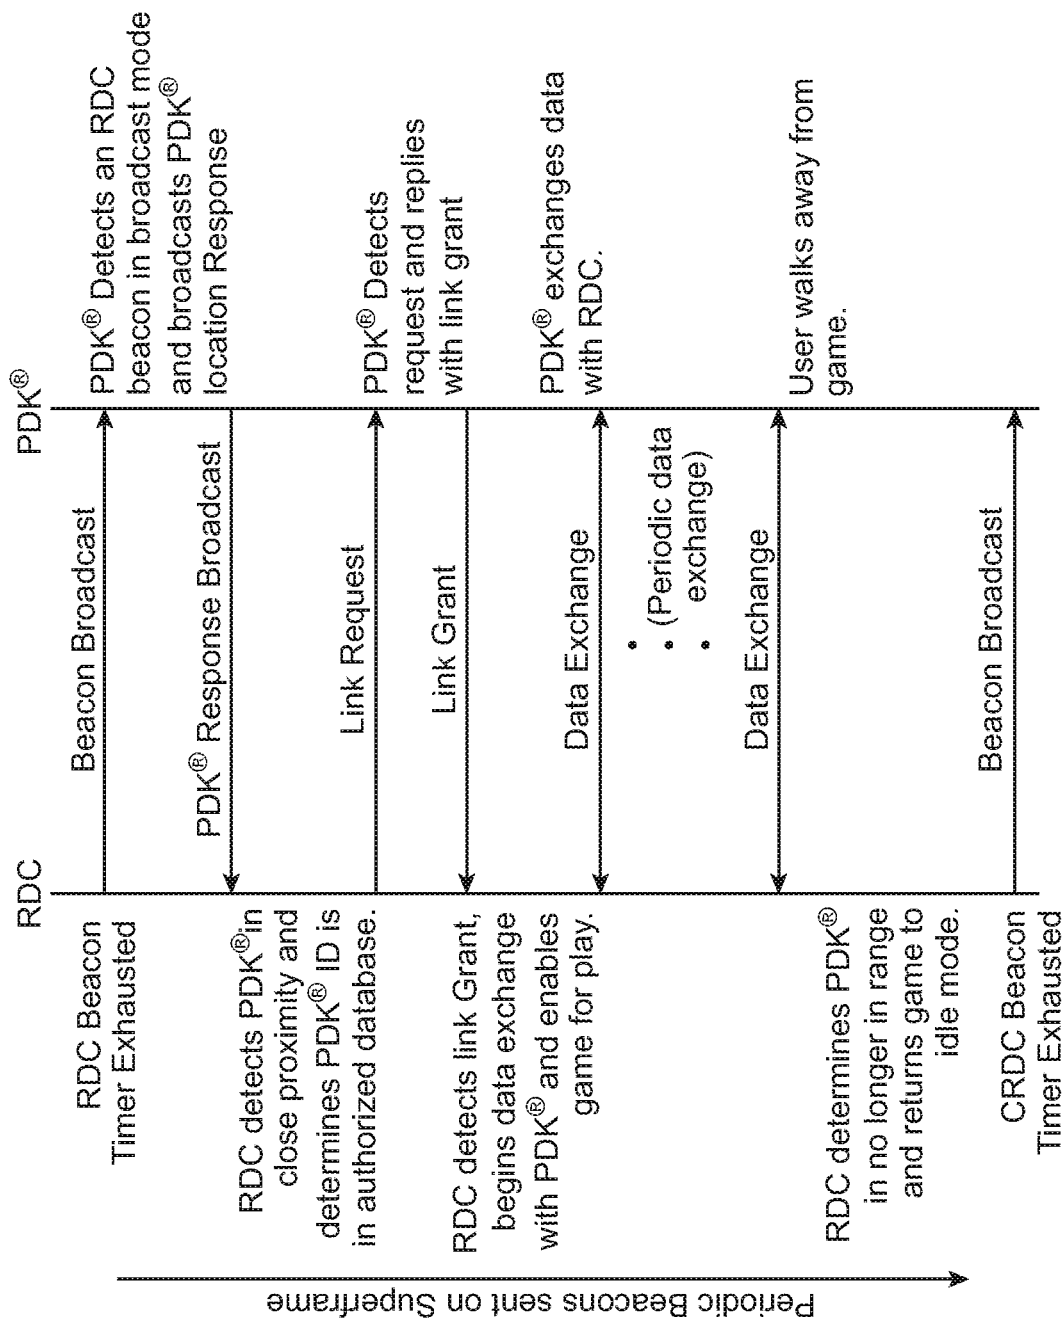 RDC
PDK®
RDC Beacon
Timer Exhausted
Beacon Broadcast
PDK® Detects an RDC
beacon in broadcast mode
and broadcasts PDK®
location Response
PDK® Response Broadcast
RDC detects PDK® in
close proximity and
determines PDK® ID is
in authorized database.
Link Request
PDK® Detects
request and replies
with link grant
Link Grant
RDC detects link Grant,
begins data exchange
with PDK® and enables
game for play.
Data Exchange
PDK® exchanges data
with RDC.
(Periodic data
exchange)
Data Exchange
User walks away from
game.
RDC determines PDK®
in no longer in range
and returns game to
idle mode.
CRDC Beacon
Timer Exhausted
Beacon Broadcast
Periodic Beacons sent on Superframe